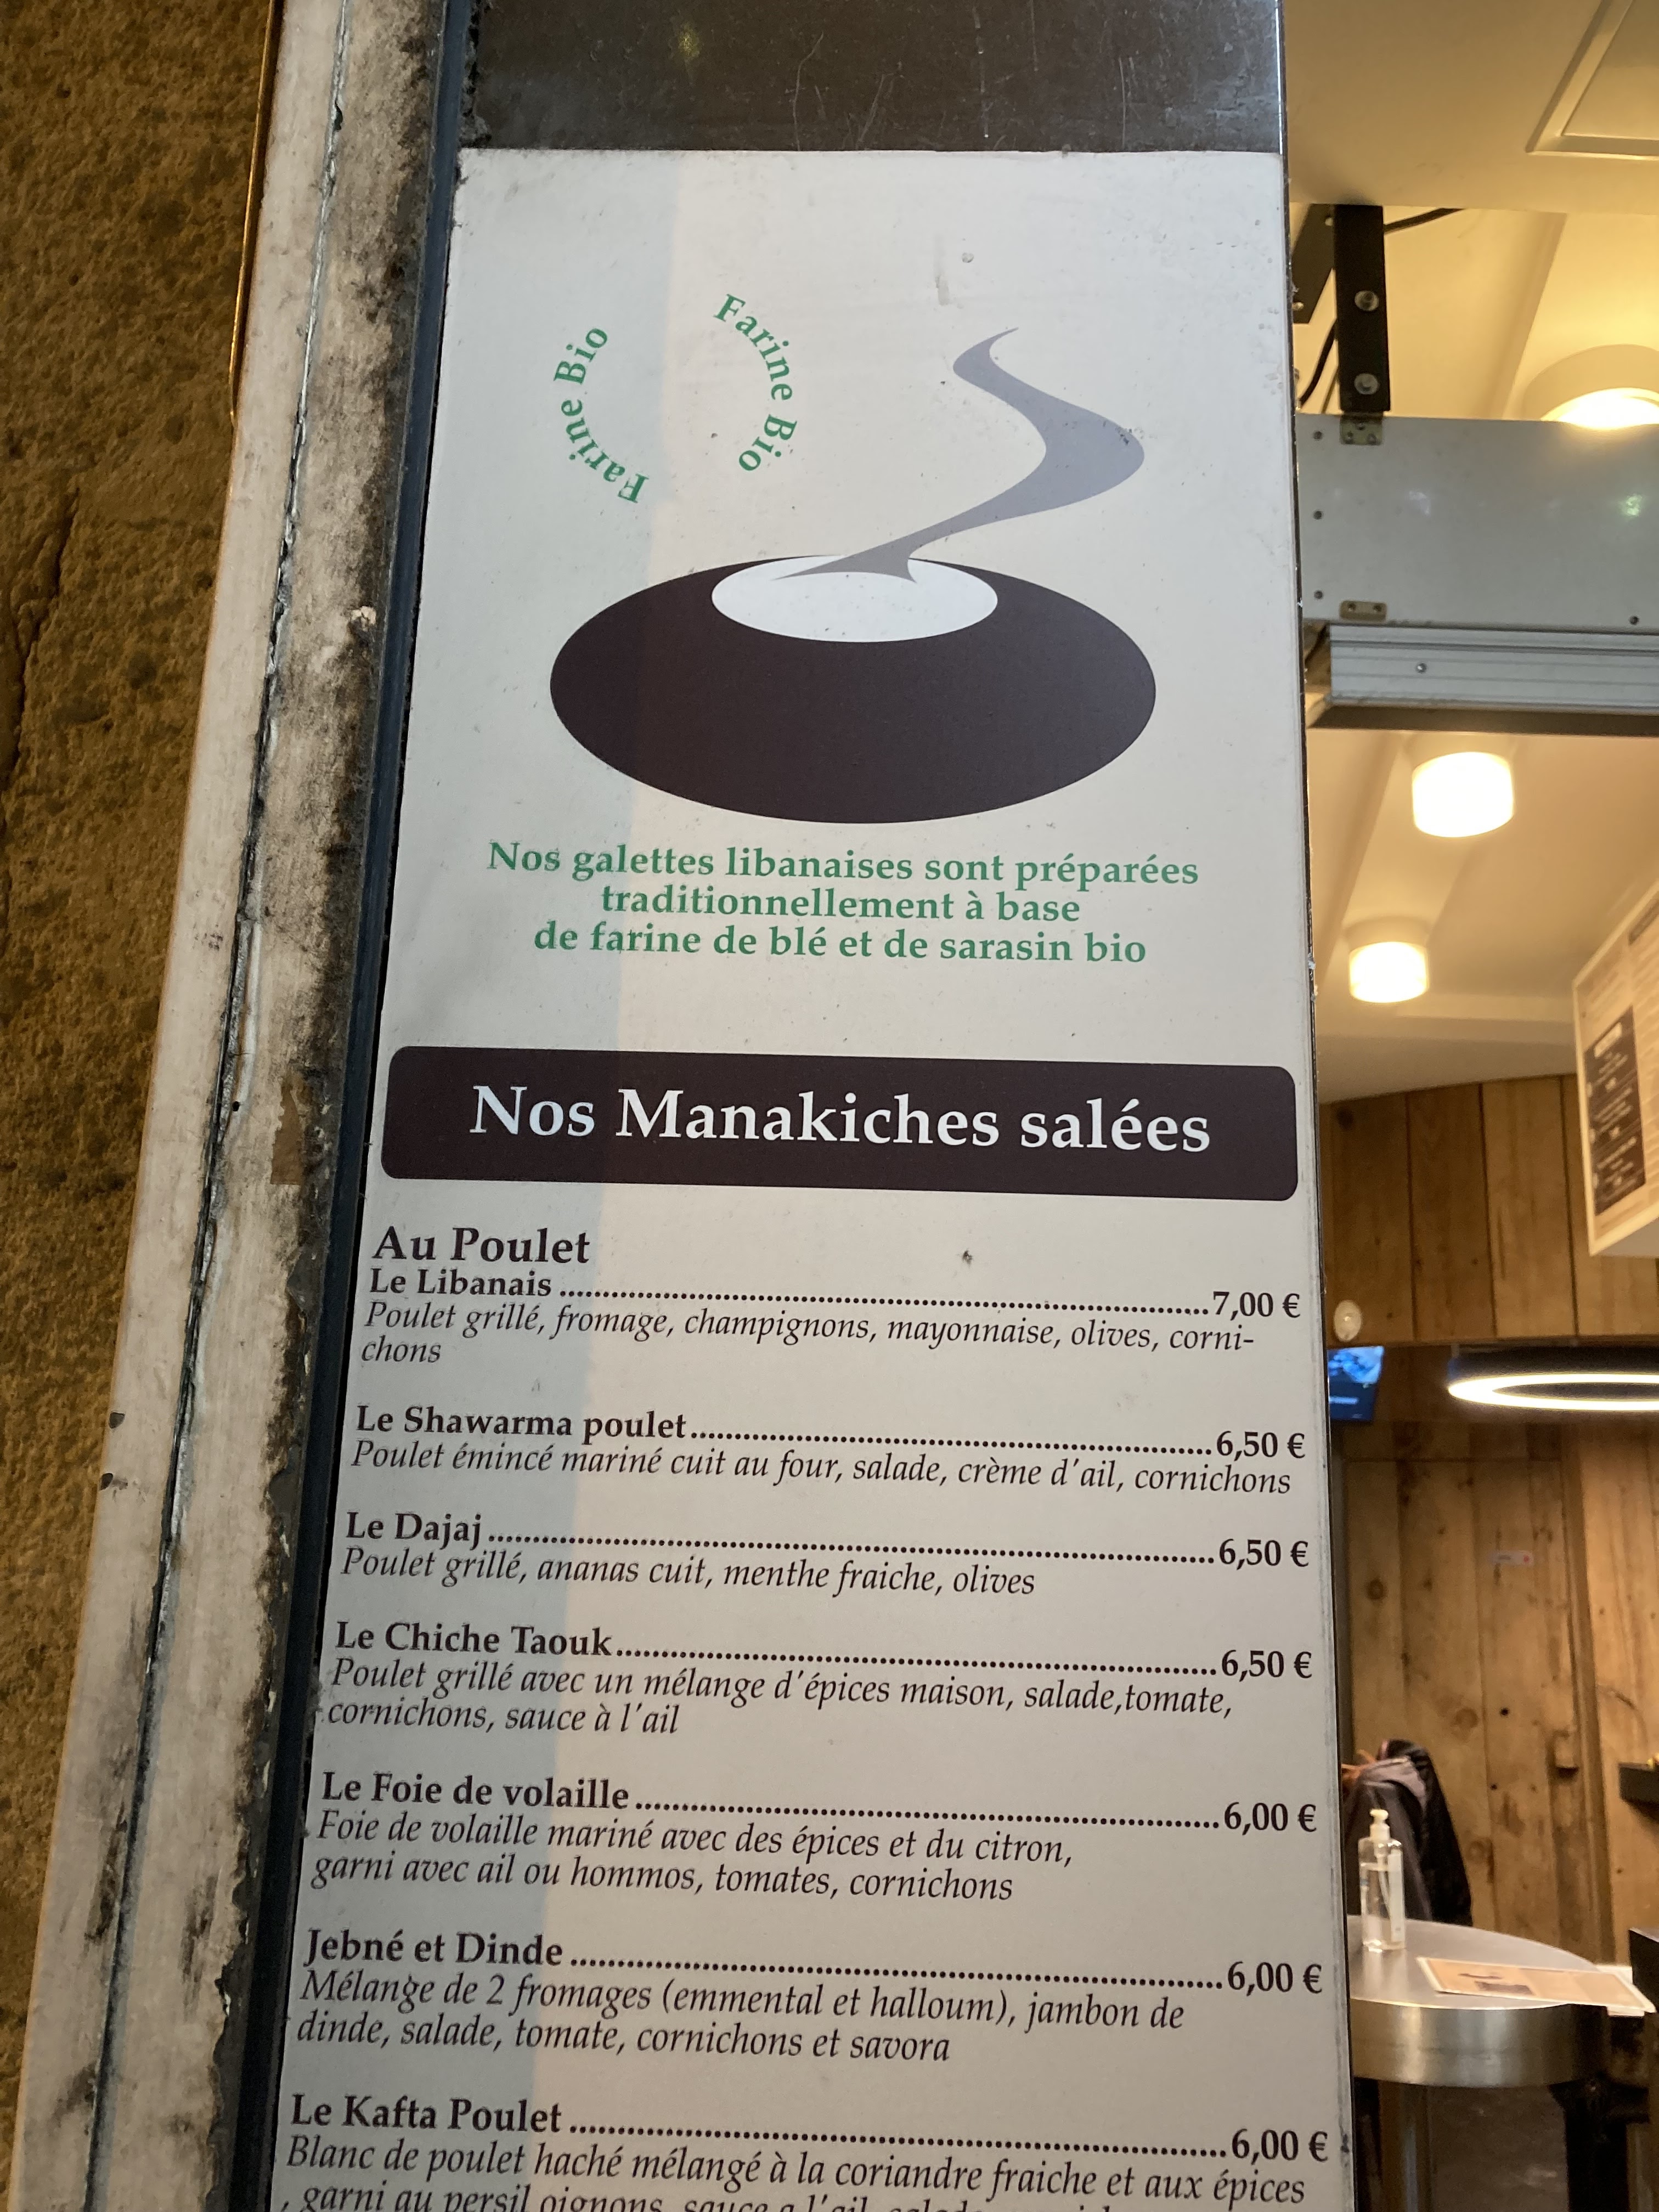 Farine Bio
Farine Bio
Nos galettes libanaises sont préparées
traditionnellement à base
de farine de blé et de sarasin bio
Nos Manakiches salées
Au Poulet
Le Libanais ........ 7,00 €
Poulet grillé, fromage, champignons, mayonnaise, olives, corni-
chons
Le Shawarma poulet ........ 6,50 €
Poulet émincé mariné cuit au four, salade, crème d'ail, cornichons
Le Dajaj ........ 6,50 €
Poulet grillé, ananas cuit, menthe fraiche, olives
Le Chiche Taouk ........ 6,50 €
Poulet grillé avec un mélange d'épices maison, salade,tomate,
cornichons, sauce à l'ail
Le Foie de volaille ........ 6,00 €
Foie de volaille mariné avec des épices et du citron,
garni avec ail ou hommos, tomates, cornichons
Jebné et Dinde ........ 6,00 €
Mélange de 2 fromages (emmental et halloum), jambon de
dinde, salade, tomate, cornichons et savora
Le Kafta Poulet ........ 6,00 €
Blanc de poulet haché mélangé à la coriandre fraiche et aux épices
, garni au persil oignons, sauce a l'ail,